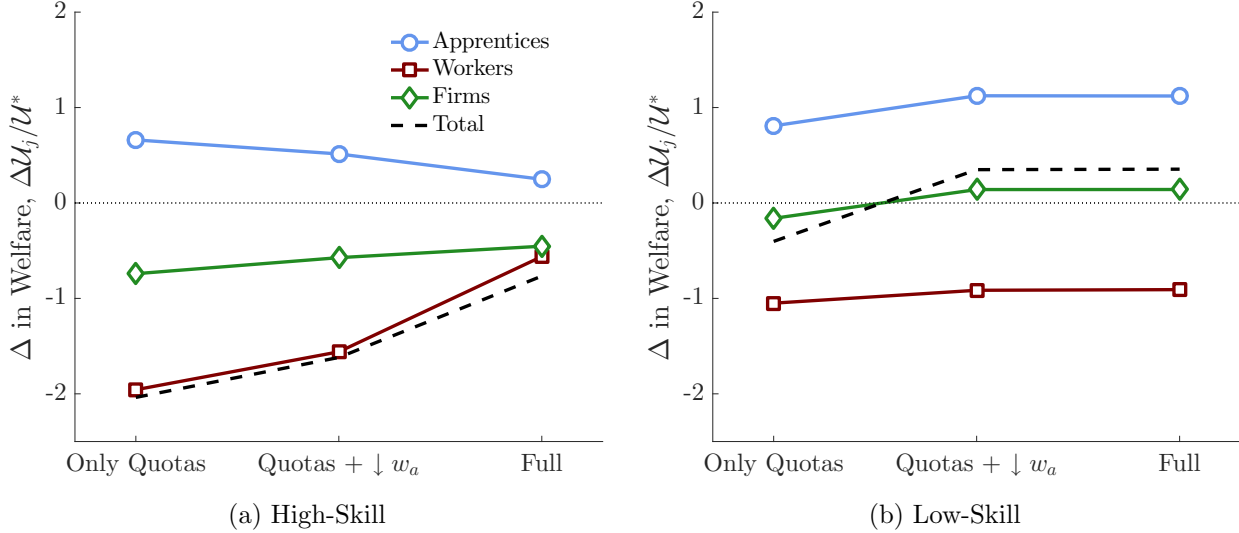 2
1
0
-1
-2
Δ in Welfare, Δ𝒰_j/𝒰*
Apprentices
Workers
Firms
Total
Only Quotas
Quotas + ↓ w_a
Full
(a) High-Skill
2
1
0
-1
-2
Δ in Welfare, Δ𝒰_j/𝒰*
Only Quotas
Quotas + ↓ w_a
Full
(b) Low-Skill